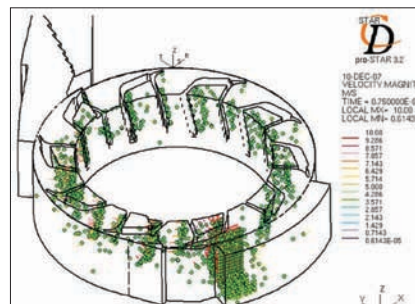 STAR
CD
pro-STAR 3.2
10-DEC-07
VELOCITY MAGNIT
M/S
TIME = 0.750000E-
LOCAL MX= 10.00
LOCAL MN= 0.6143
10.00
9.286
8.571
7.857
7.143
6.429
5.714
5.000
4.286
3.571
2.857
2.143
1.429
0.7143
0.6143E-05
Z
Y
X
Z
Y
X